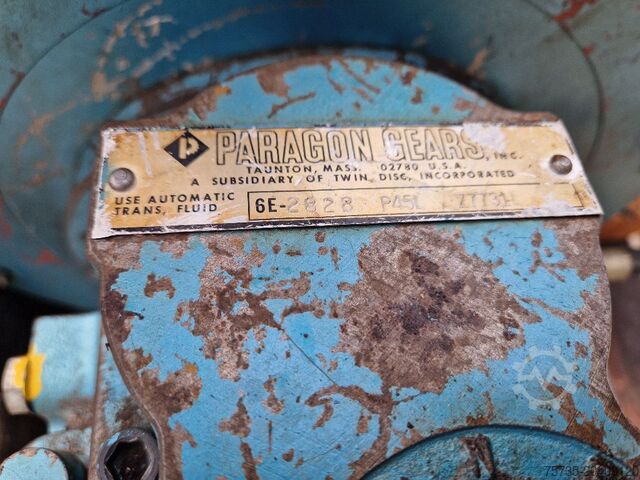 PARAGON GEARS, INC.
TAUNTON, MASS. 02780 U.S.A.
A SUBSIDIARY OF TWIN DISC, INCORPORATED
USE AUTOMATIC
TRANS, FLUID
6E-2828 P45L